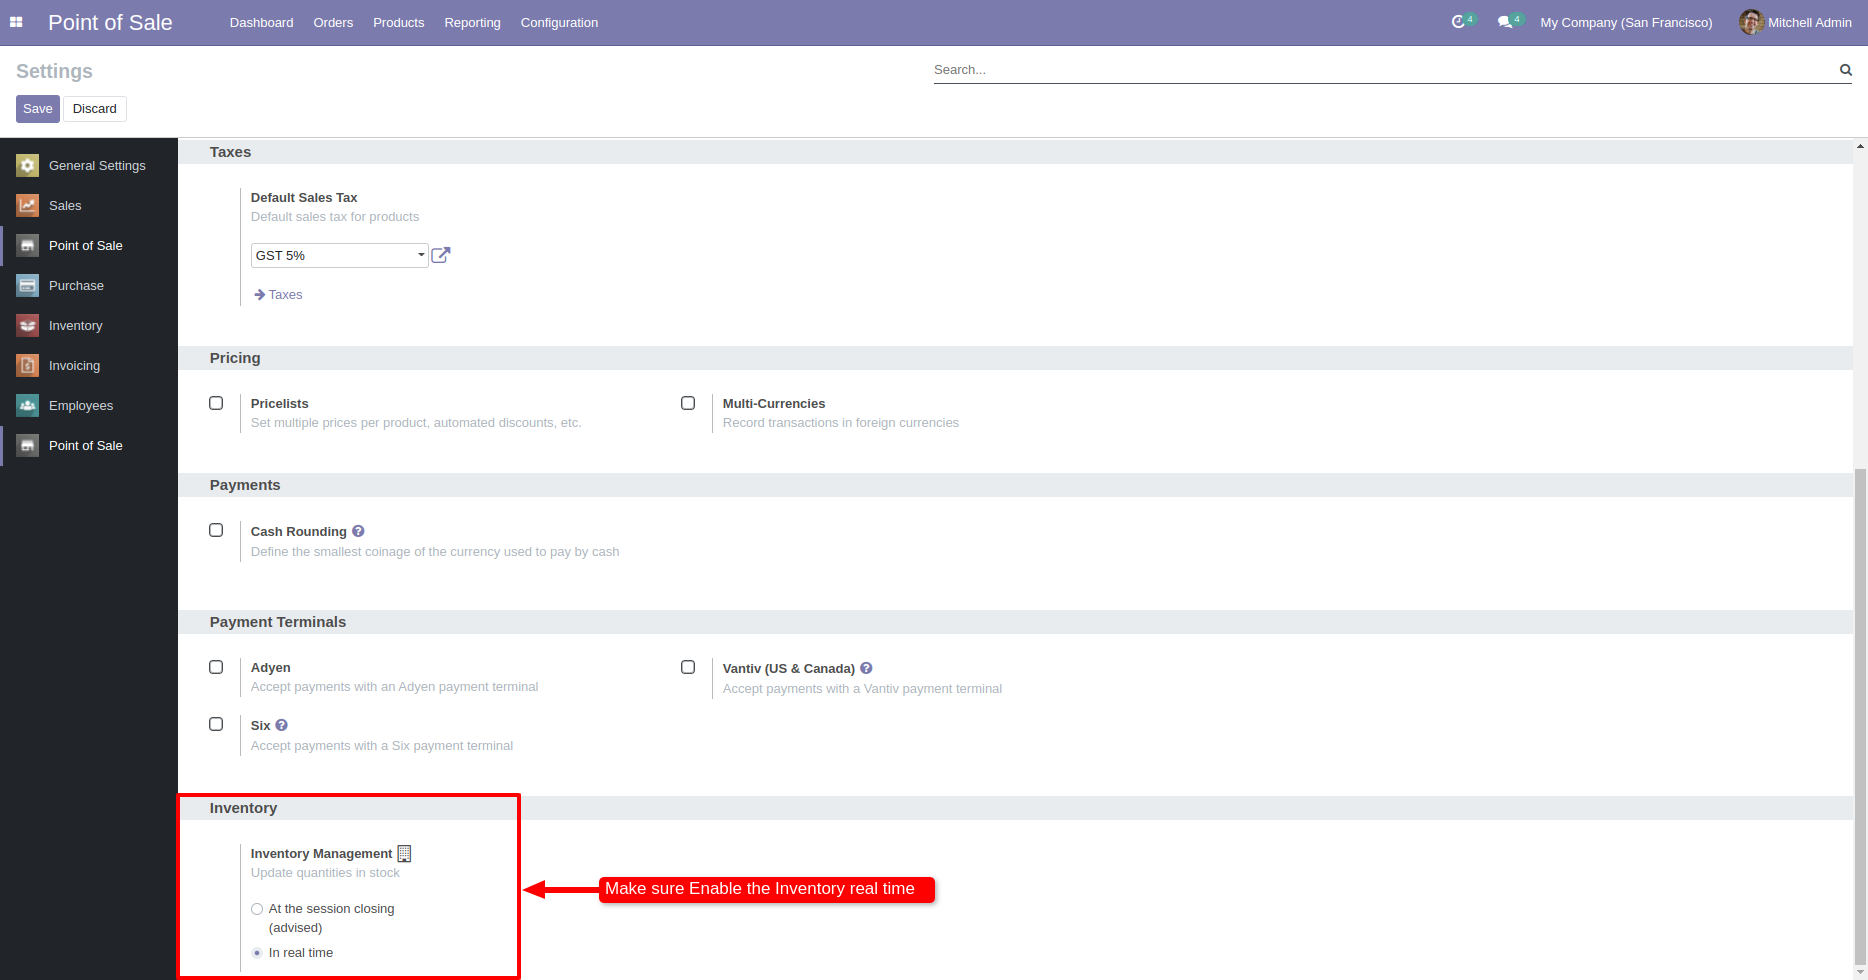 Point of Sale
Dashboard Orders Products Reporting Configuration
4 4 My Company (San Francisco) Mitchell Admin
Settings
Search...
Save Discard
General Settings
Sales
Point of Sale
Purchase
Inventory
Invoicing
Employees
Point of Sale
Taxes
Default Sales Tax
Default sales tax for products
GST 5%
Taxes
Pricing
Pricelists
Set multiple prices per product, automated discounts, etc.
Multi-Currencies
Record transactions in foreign currencies
Payments
Cash Rounding ?
Define the smallest coinage of the currency used to pay by cash
Payment Terminals
Adyen
Accept payments with an Adyen payment terminal
Vantiv (US & Canada) ?
Accept payments with a Vantiv payment terminal
Six ?
Accept payments with a Six payment terminal
Inventory
Inventory Management
Update quantities in stock
At the session closing
(advised)
In real time
Make sure Enable the Inventory real time